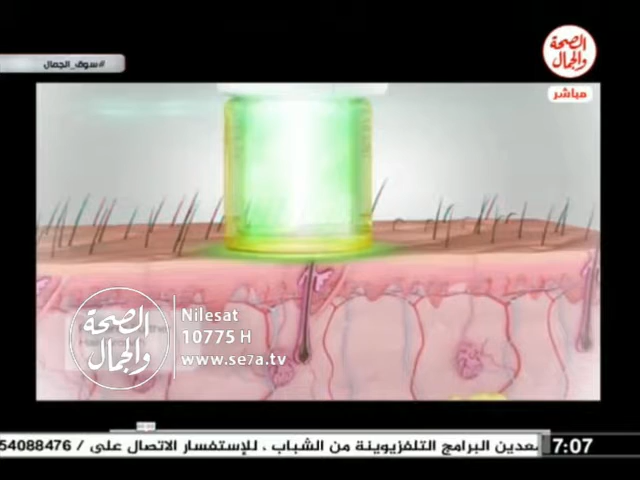 الصحة
والجمال
#سوق_الجمال
مباشر
الصحة
والجمال
Nilesat
10775 H
www.se7a.tv
معدين البرامج التلفزيوينة من الشباب . للإستفسار الاتصال على / 54088476
7:07